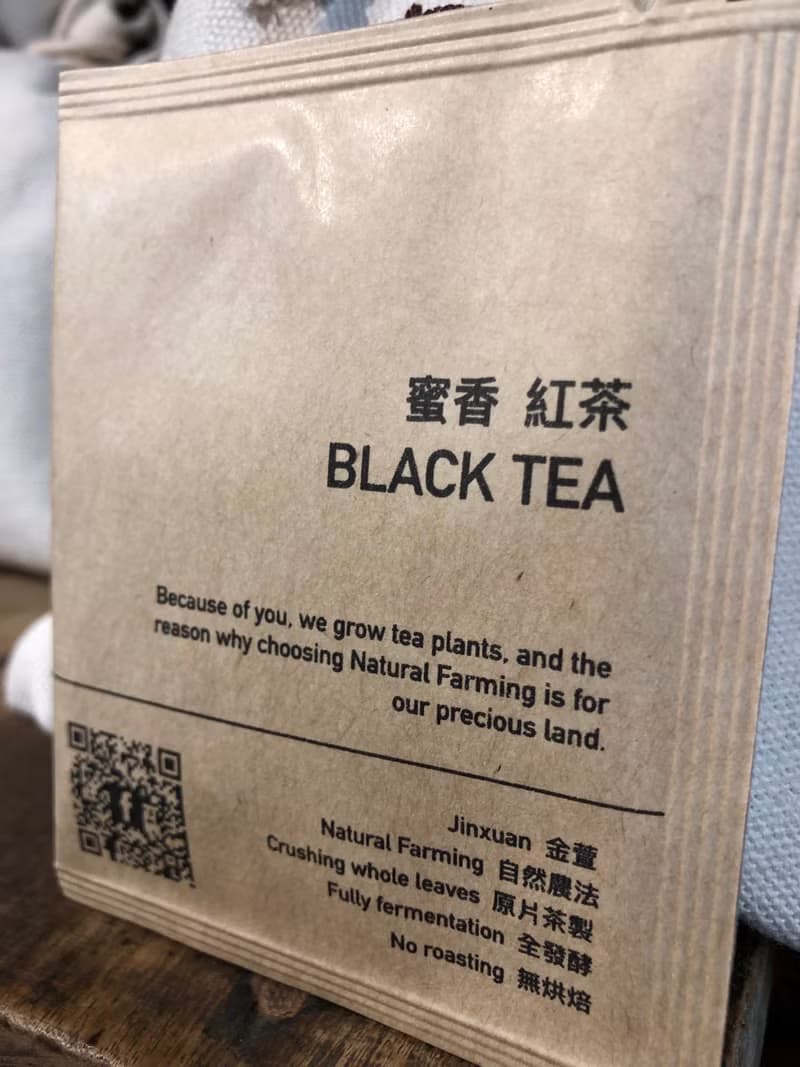 蜜香 紅茶
BLACK TEA
Because of you, we grow tea plants, and the
reason why choosing Natural Farming is for
our precious land.
Jinxuan 金萱
Natural Farming 自然農法
Crushing whole leaves 原片茶製
Fully fermentation 全發酵
No roasting 無烘焙